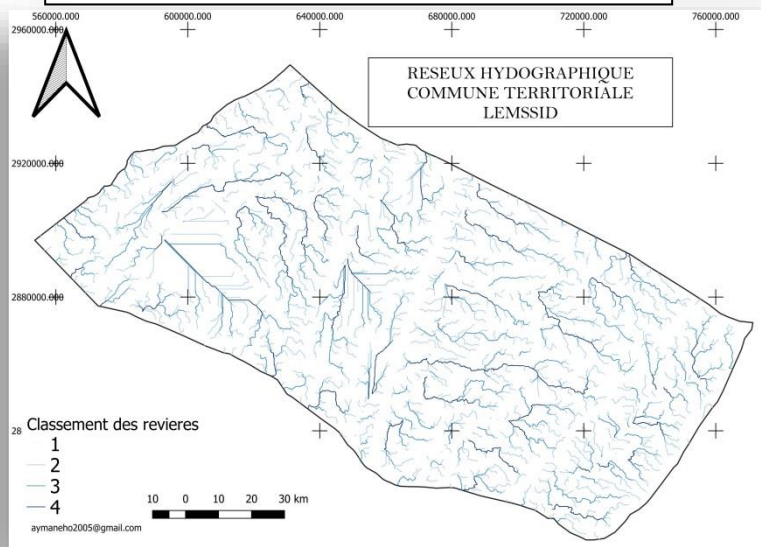 560000.000 600000.000 640000.000 680000.000 720000.000 760000.000
2960000.000
RESEUX HYDOGRAPHIQUE
COMMUNE TERRITORIALE
LEMSSID
2920000.000
2880000.000
28
Classement des revieres
1
2
3
4
10 0 10 20 30 km
aymaneho2005@gmail.com